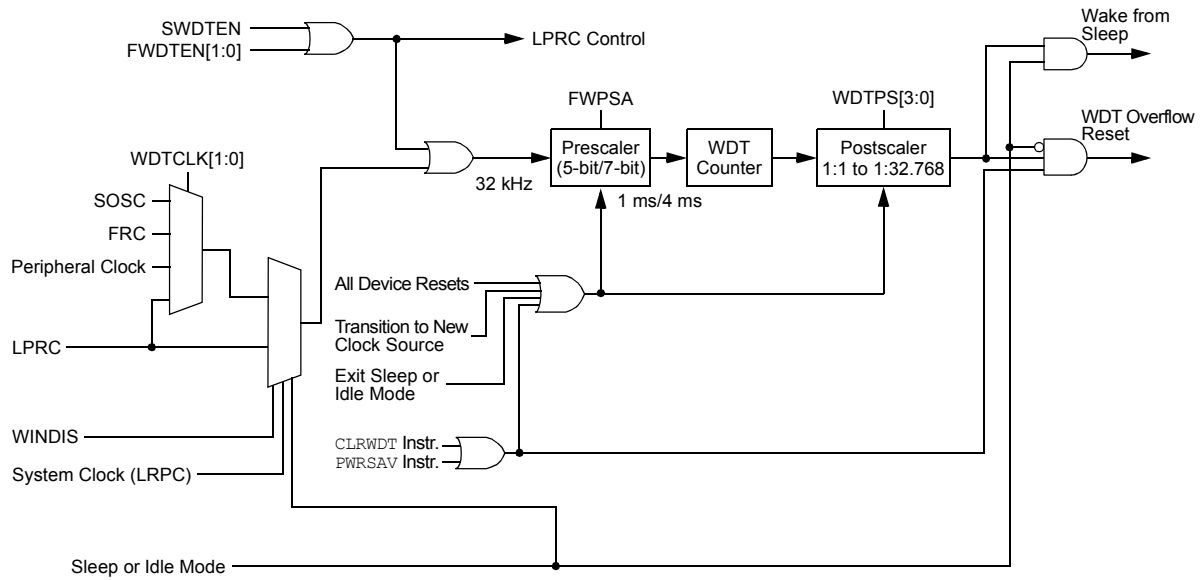 SWDTEN
FWDTEN[1:0]
LPRC Control
Wake from
Sleep
FWPSA
WDTPS[3:0]
WDT Overflow
Reset
Prescaler
(5-bit/7-bit)
WDT
Counter
Postscaler
1:1 to 1:32.768
WDTCLK[1:0]
32 kHz
1 ms/4 ms
SOSC
FRC
Peripheral Clock
LPRC
All Device Resets
Transition to New
Clock Source
Exit Sleep or
Idle Mode
WINDIS
CLRWDT Instr.
PWRSAV Instr.
System Clock (LRPC)
Sleep or Idle Mode